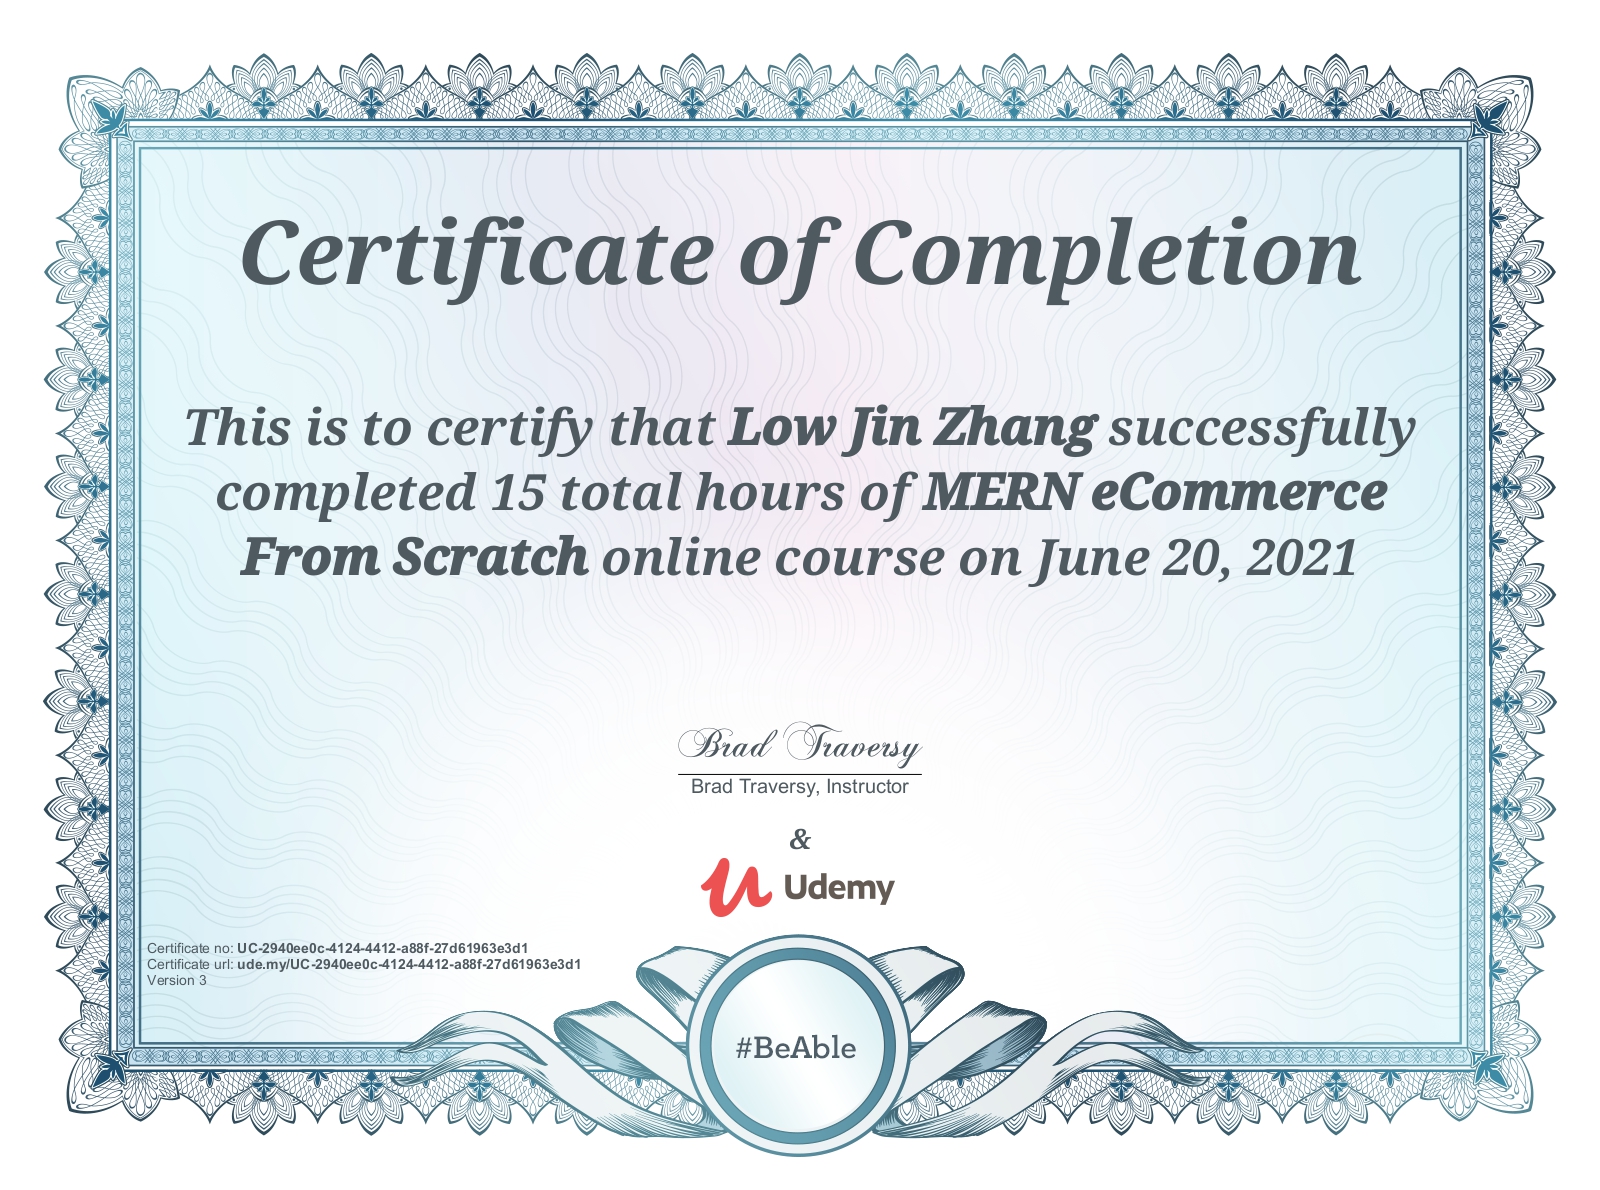 Certificate of Completion
This is to certify that Low Jin Zhang successfully
completed 15 total hours of MERN eCommerce
From Scratch online course on June 20, 2021
Brad Traversy
Brad Traversy, Instructor
&
Udemy
Certificate no: UC-2940ee0c-4124-4412-a88f-27d61963e3d1
Certificate url: ude.my/UC-2940ee0c-4124-4412-a88f-27d61963e3d1
Version 3
#BeAble